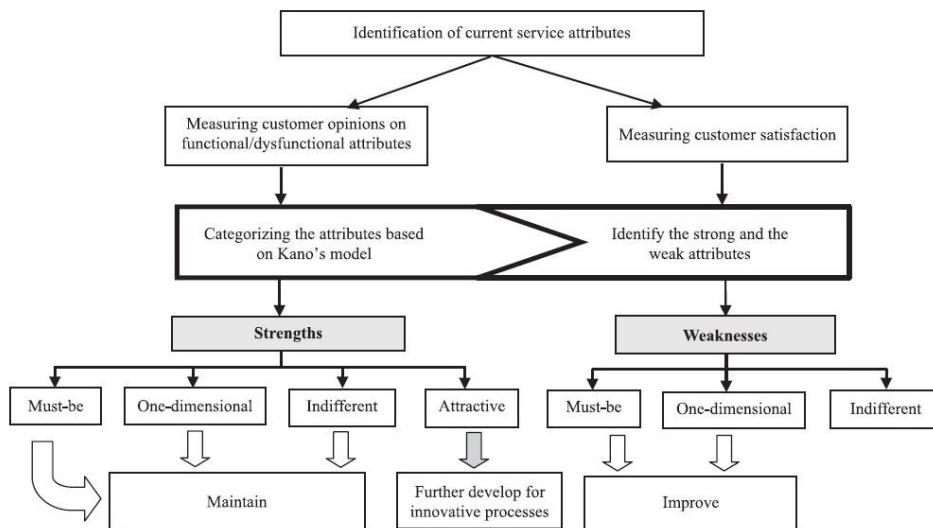 Identification of current service attributes
Measuring customer opinions on
functional/dysfunctional attributes
Measuring customer satisfaction
Categorizing the attributes based
on Kano's model
Identify the strong and the
weak attributes
Strengths
Weaknesses
Must-be
One-dimensional
Indifferent
Attractive
Must-be
One-dimensional
Indifferent
Maintain
Further develop for
innovative processes
Improve